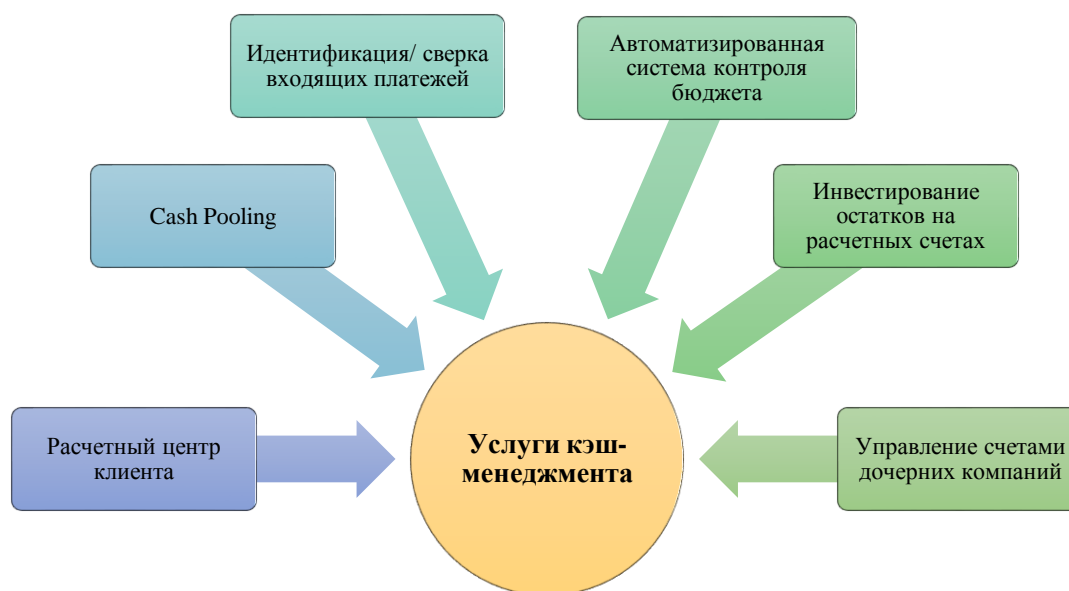 Идентификация/ сверка
входящих платежей
Автоматизированная
система контроля
бюджета
Cash Pooling
Инвестирование
остатков на
расчетных счетах
Расчетный центр
клиента
Услуги кэш-
менеджмента
Управление счетами
дочерних компаний